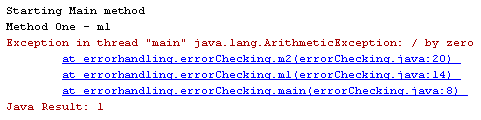 Starting Main method
Method One - m1
Exception in thread "main" java.lang.ArithmeticException: / by zero
at errorhandling.errorChecking.m2(errorChecking.java:20)
at errorhandling.errorChecking.m1(errorChecking.java:14)
at errorhandling.errorChecking.main(errorChecking.java:8)
Java Result: 1